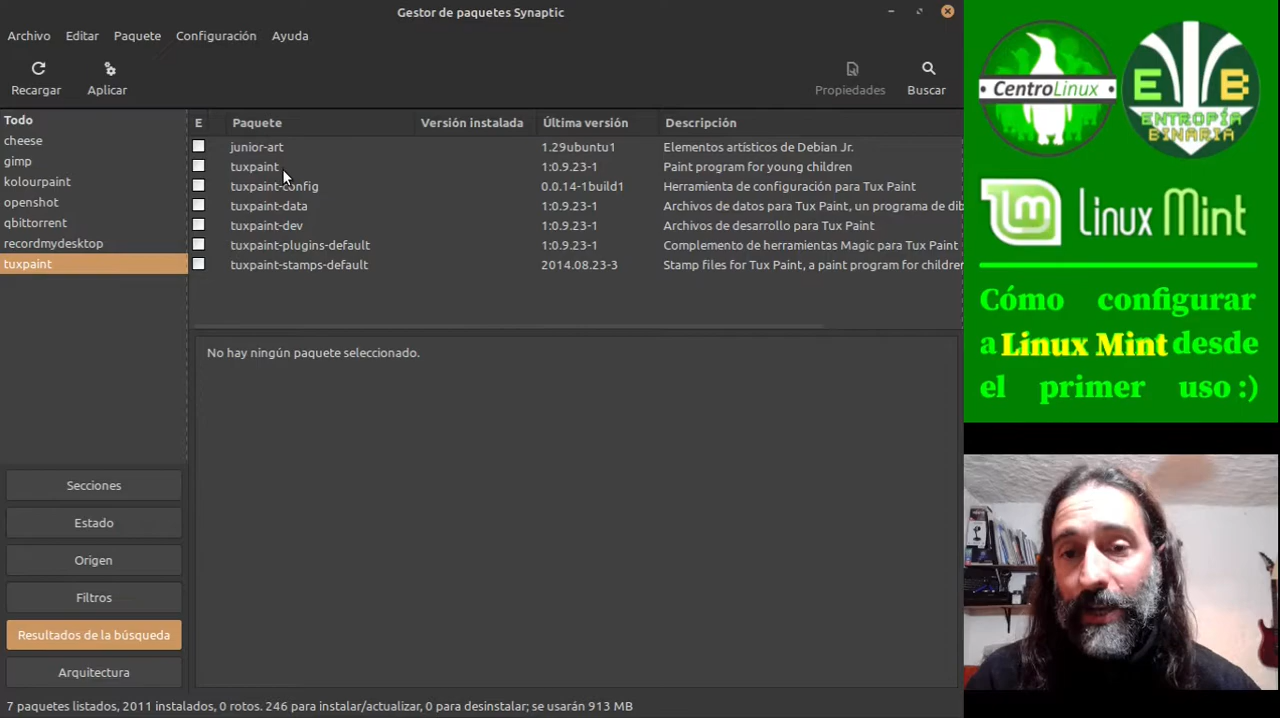 Gestor de paquetes Synaptic
Archivo Editar Paquete Configuración Ayuda
Recargar Aplicar Propiedades Buscar
Todo
cheese
gimp
kolourpaint
openshot
qbittorrent
recordmydesktop
tuxpaint
E Paquete Versión instalada Última versión Descripción
junior-art 1.29ubuntu1 Elementos artísticos de Debian Jr.
tuxpaint 1:0.9.23-1 Paint program for young children
tuxpaint-config 0.0.14-1build1 Herramienta de configuración para Tux Paint
tuxpaint-data 1:0.9.23-1 Archivos de datos para Tux Paint, un programa de dib
tuxpaint-dev 1:0.9.23-1 Archivos de desarrollo para Tux Paint
tuxpaint-plugins-default 1:0.9.23-1 Complemento de herramientas Magic para Tux Paint
tuxpaint-stamps-default 2014.08.23-3 Stamp files for Tux Paint, a paint program for children
No hay ningún paquete seleccionado.
Secciones
Estado
Origen
Filtros
Resultados de la búsqueda
Arquitectura
7 paquetes listados, 2011 instalados, 0 rotos. 246 para instalar/actualizar, 0 para desinstalar; se usarán 913 MB
CentroLinux
E B
ENTROPÍA
BINARIA
Linux Mint
Cómo configurar
a Linux Mint desde
el primer uso :)